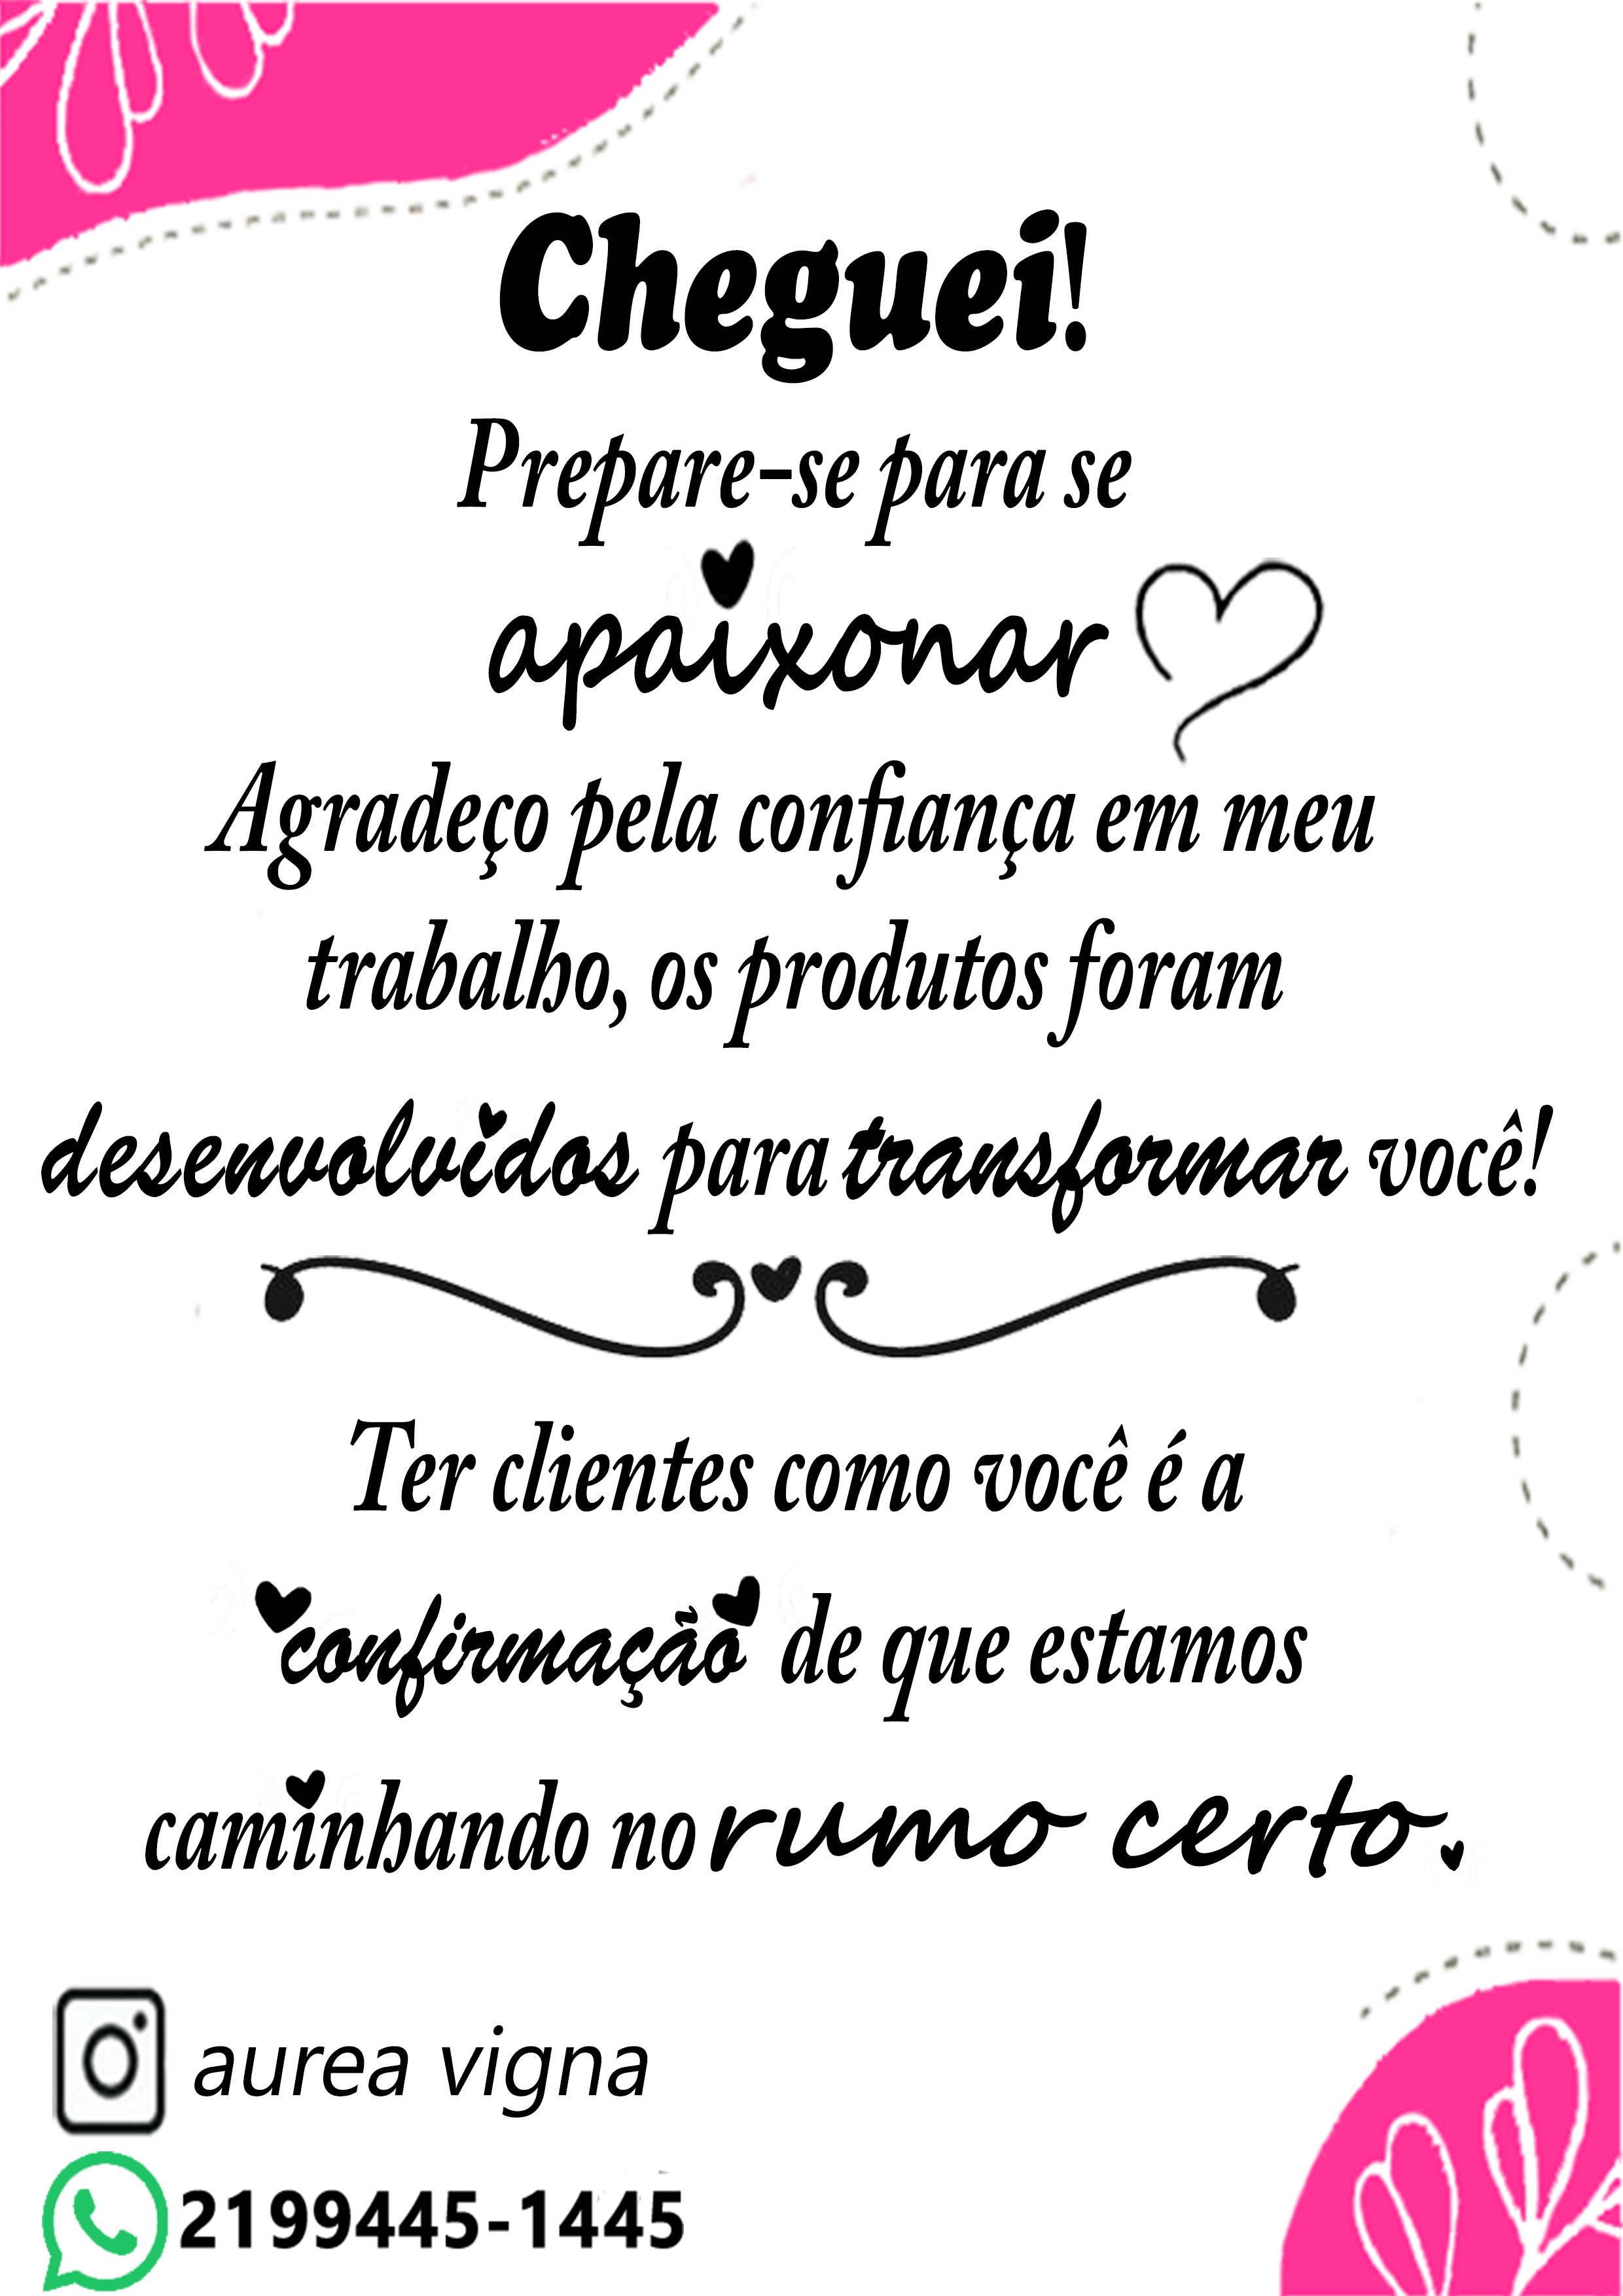 Cheguei!
Prepare-se para se
apaixonar
Agradeço pela confiança em meu
trabalho, os produtos foram
desenvolvidos para transformar você!
Ter clientes como você é a
confirmação de que estamos
caminhando no rumo certo.
aurea vigna
2199445-1445